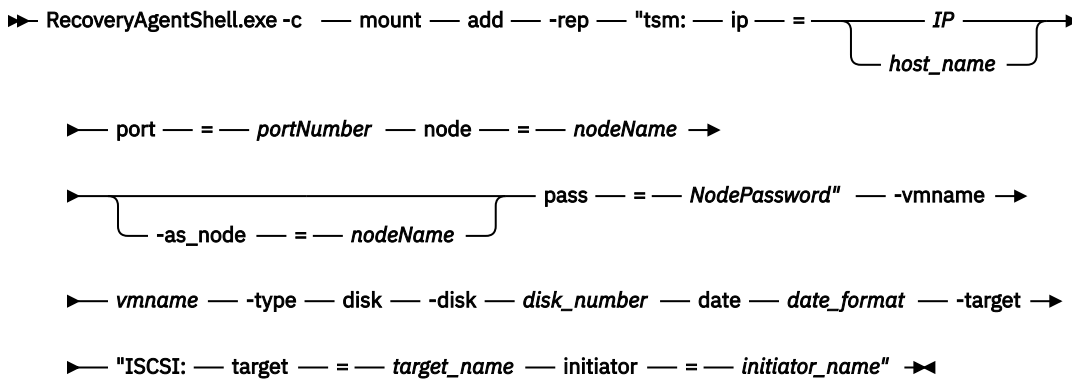 RecoveryAgentShell.exe -c mount add -rep "tsm: ip = IP
host_name
port = portNumber node = nodeName
pass = NodePassword" -vmname
-as_node = nodeName
vmname -type disk -disk disk_number date date_format -target
"ISCSI: target = target_name initiator = initiator_name"